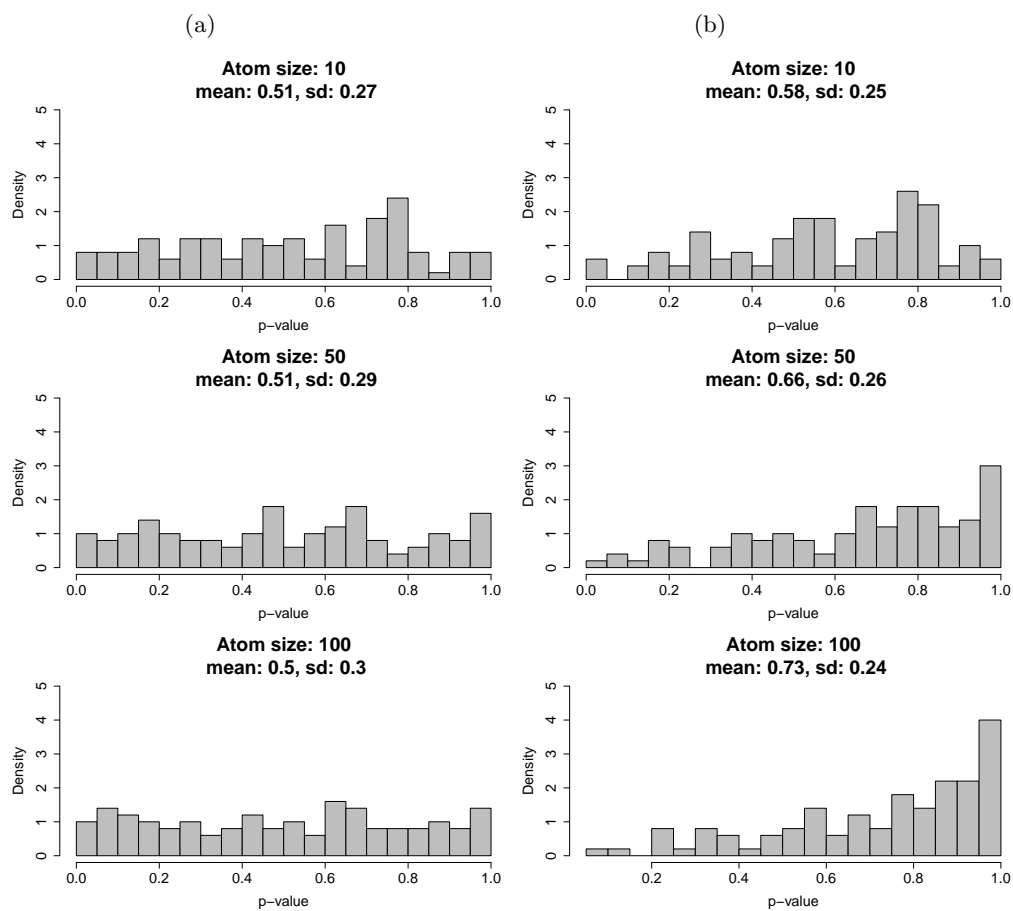 (a)
(b)
Atom size: 10
mean: 0.51, sd: 0.27
Density
0 1 2 3 4 5
0.0 0.2 0.4 0.6 0.8 1.0
p−value
Atom size: 10
mean: 0.58, sd: 0.25
Density
0 1 2 3 4 5
0.0 0.2 0.4 0.6 0.8 1.0
p−value
Atom size: 50
mean: 0.51, sd: 0.29
Density
0 1 2 3 4 5
0.0 0.2 0.4 0.6 0.8 1.0
p−value
Atom size: 50
mean: 0.66, sd: 0.26
Density
0 1 2 3 4 5
0.0 0.2 0.4 0.6 0.8 1.0
p−value
Atom size: 100
mean: 0.5, sd: 0.3
Density
0 1 2 3 4 5
0.0 0.2 0.4 0.6 0.8 1.0
p−value
Atom size: 100
mean: 0.73, sd: 0.24
Density
0 1 2 3 4 5
0.2 0.4 0.6 0.8 1.0
p−value